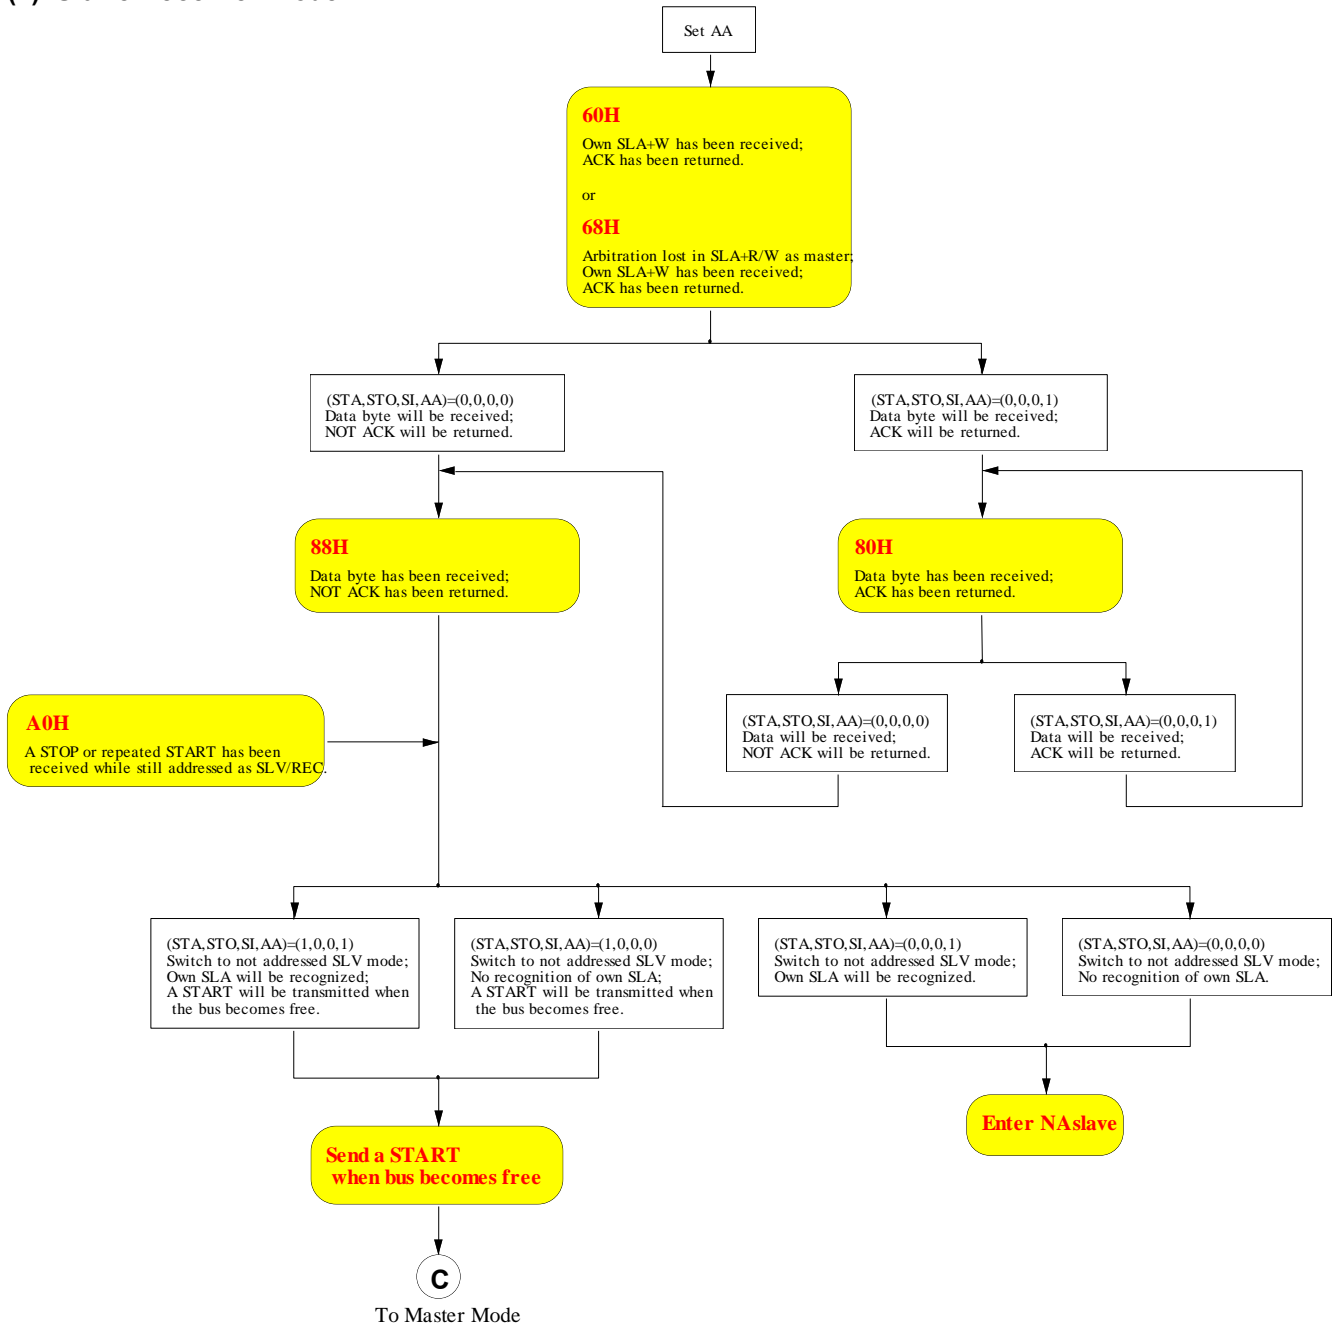 Set AA
60H
Own SLA+W has been received;
ACK has been returned.
or
68H
Arbitration lost in SLA+R/W as master;
Own SLA+W has been received;
ACK has been returned.
(STA,STO,SI,AA)=(0,0,0,0)
Data byte will be received;
NOT ACK will be returned.
(STA,STO,SI,AA)=(0,0,0,1)
Data byte will be received;
ACK will be returned.
88H
Data byte has been received;
NOT ACK has been returned.
80H
Data byte has been received;
ACK has been returned.
(STA,STO,SI,AA)=(0,0,0,0)
Data will be received;
NOT ACK will be returned.
(STA,STO,SI,AA)=(0,0,0,1)
Data will be received;
ACK will be returned.
A0H
A STOP or repeated START has been
received while still addressed as SLV/REC.
(STA,STO,SI,AA)=(1,0,0,1)
Switch to not addressed SLV mode;
Own SLA will be recognized;
A START will be transmitted when
the bus becomes free.
(STA,STO,SI,AA)=(1,0,0,0)
Switch to not addressed SLV mode;
No recognition of own SLA;
A START will be transmitted when
the bus becomes free.
(STA,STO,SI,AA)=(0,0,0,1)
Switch to not addressed SLV mode;
Own SLA will be recognized.
(STA,STO,SI,AA)=(0,0,0,0)
Switch to not addressed SLV mode;
No recognition of own SLA.
Enter NAslave
Send a START
when bus becomes free
C
To Master Mode